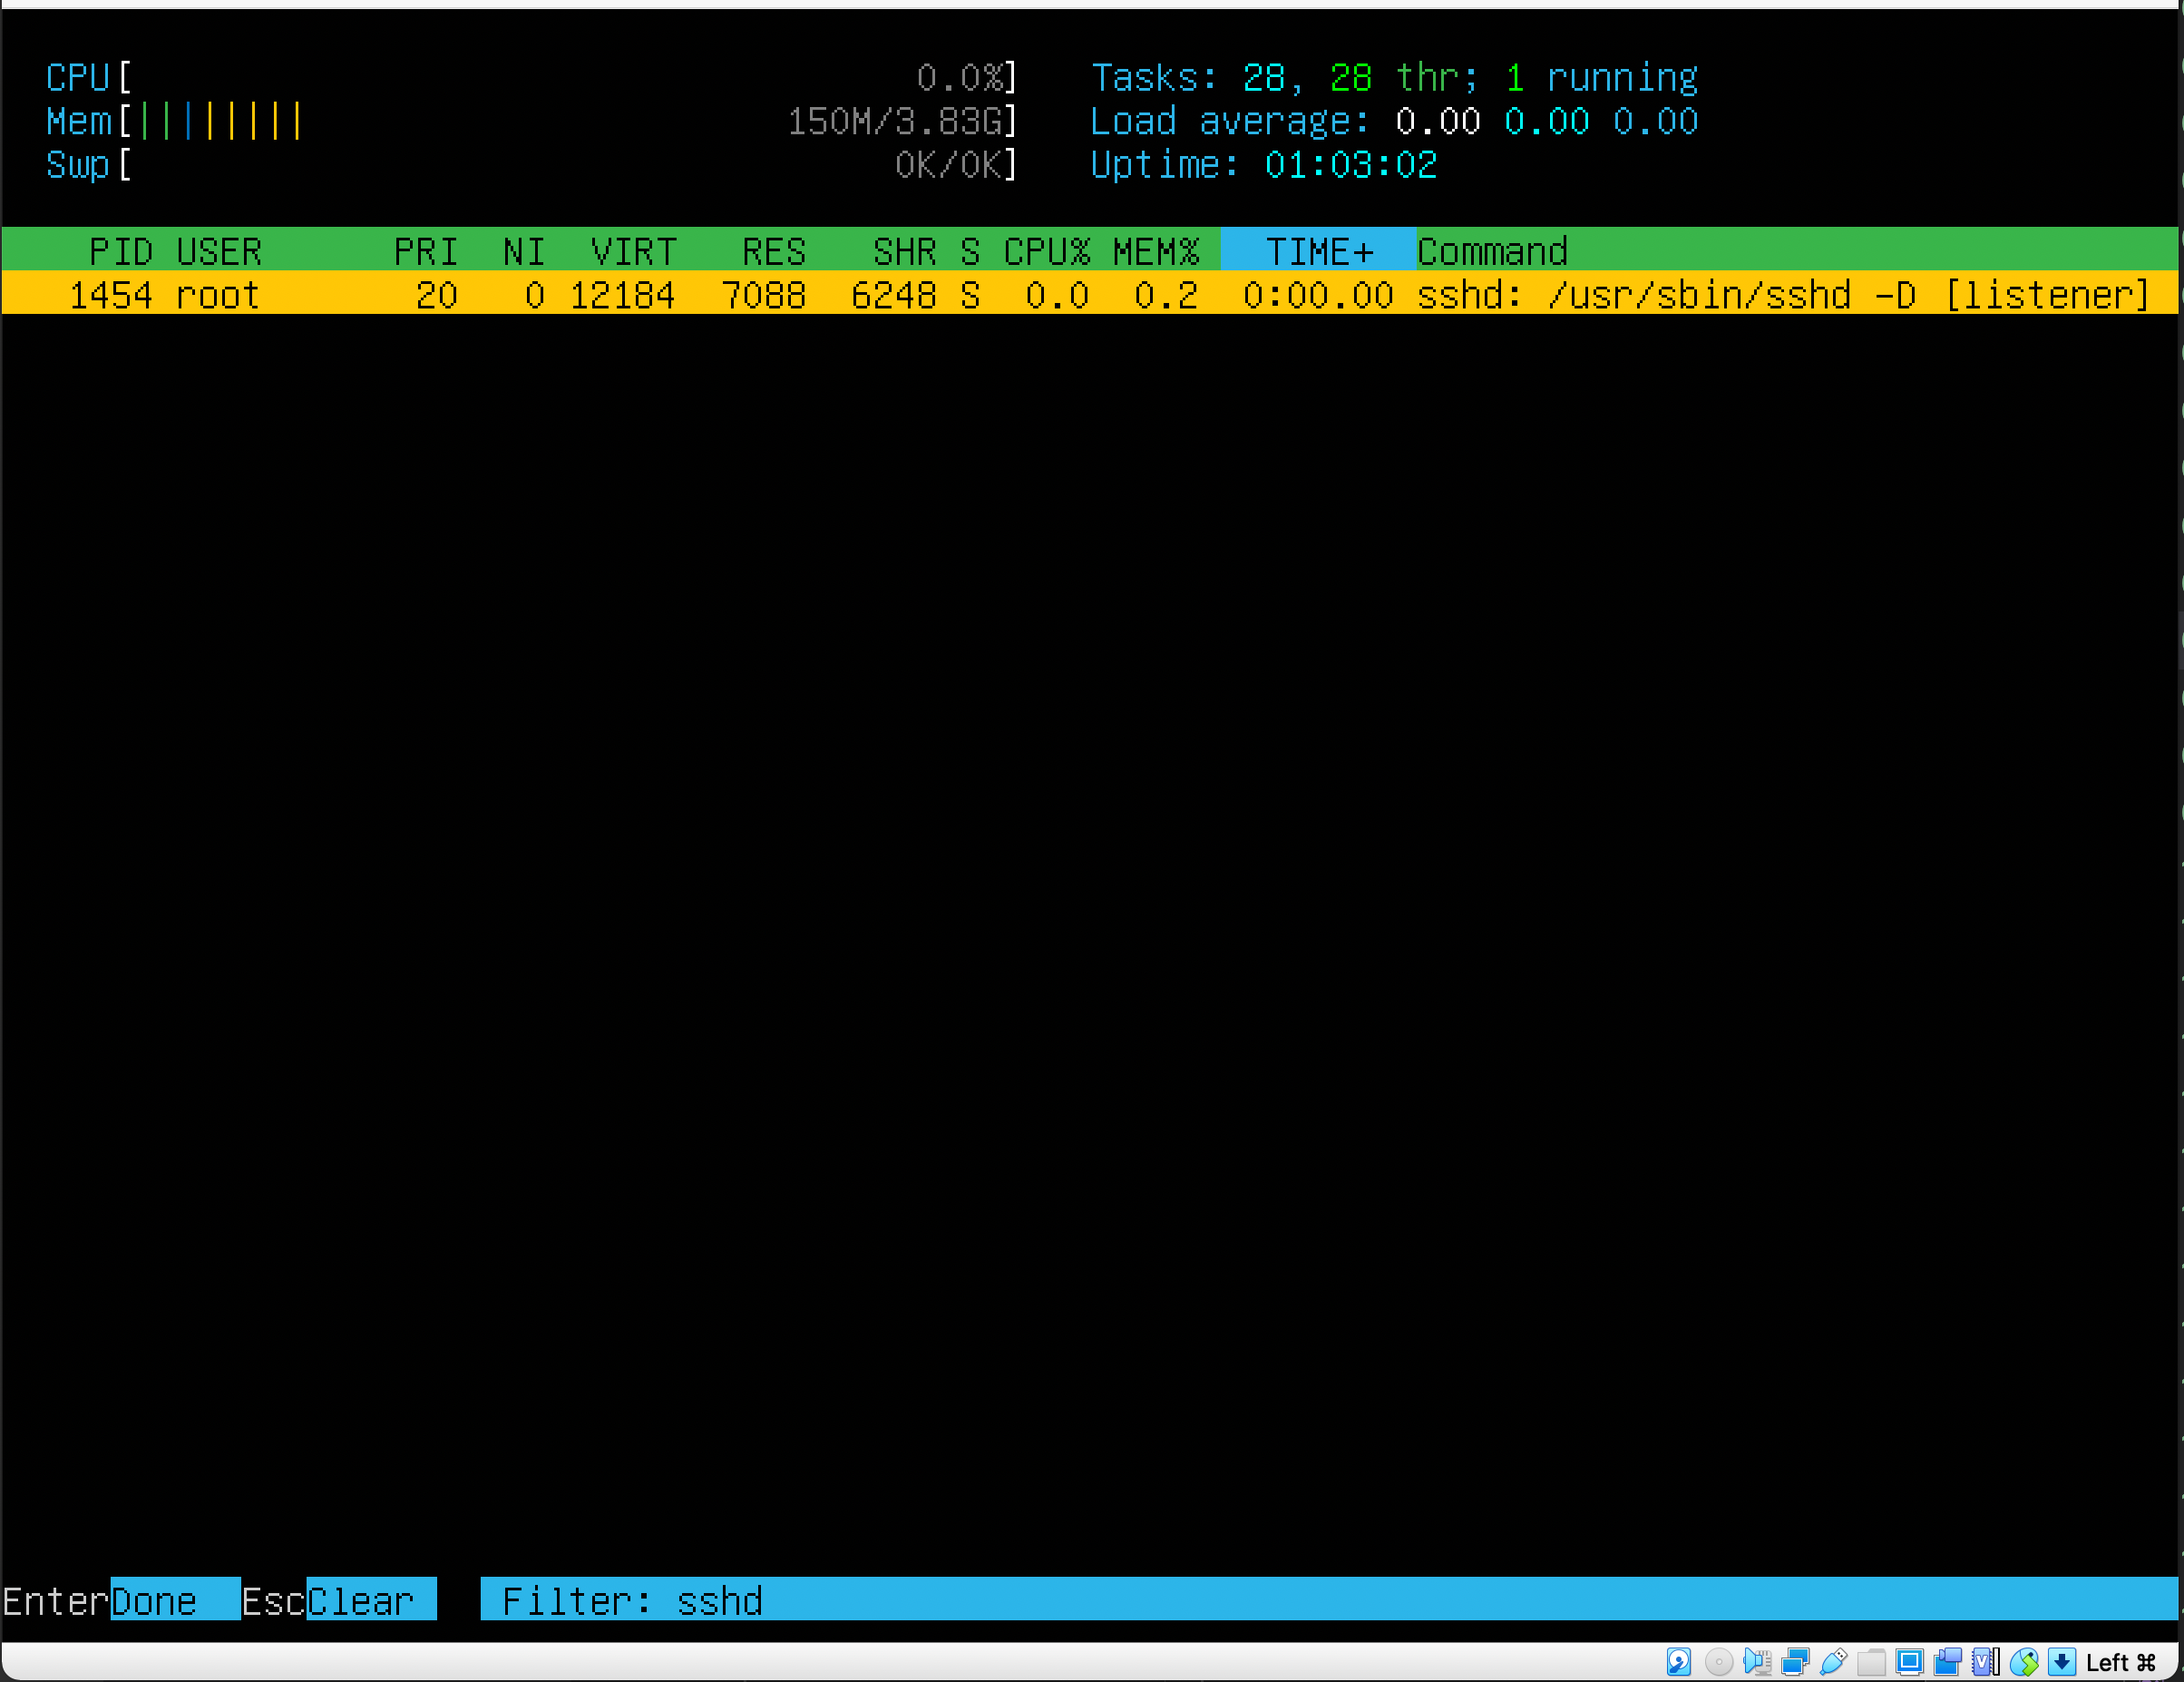 CPU[ 0.0%] Tasks: 28, 28 thr; 1 running
Mem[|||||||| 150M/3.83G] Load average: 0.00 0.00 0.00
Swp[ 0K/0K] Uptime: 01:03:02
PID USER PRI NI VIRT RES SHR S CPU% MEM% TIME+ Command
1454 root 20 0 12184 7088 6248 S 0.0 0.2 0:00.00 sshd: /usr/sbin/sshd -D [listener]
EnterDone EscClear Filter: sshd
Left ⌘